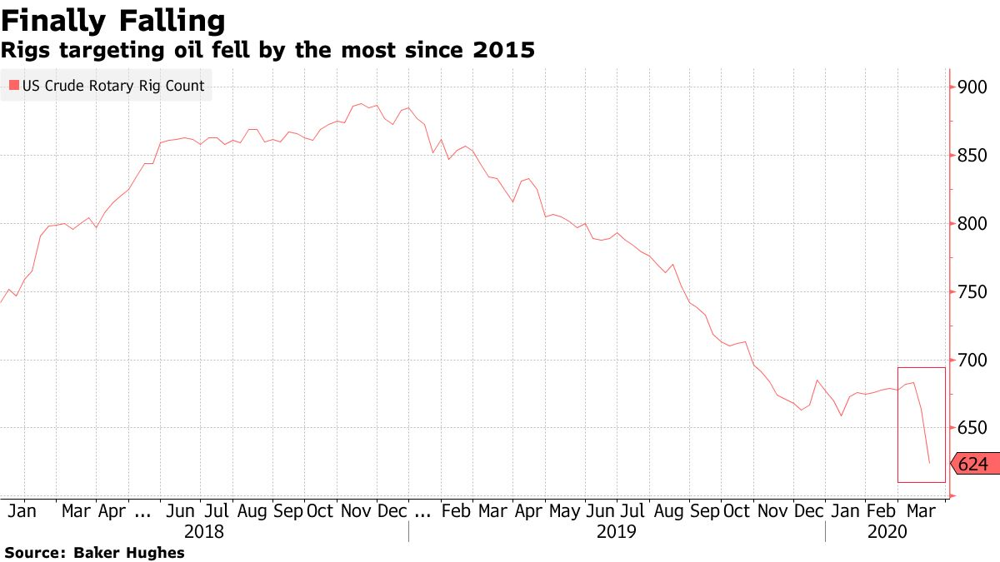 Finally Falling
Rigs targeting oil fell by the most since 2015
US Crude Rotary Rig Count
900
850
800
750
700
650
624
Jan Mar Apr ... Jun Jul Aug Sep Oct Nov Dec ... Feb Mar Apr May Jun Jul Aug Sep Oct Nov Dec Jan Feb Mar
2018 2019 2020
Source: Baker Hughes